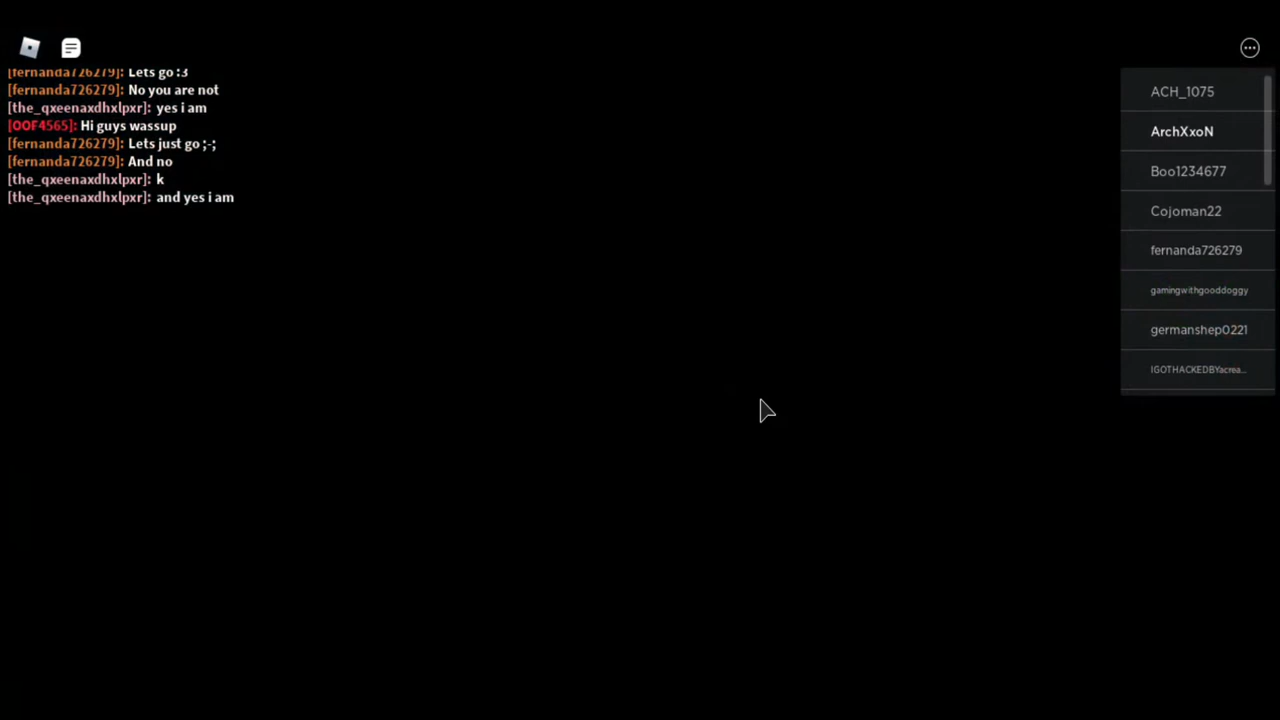 [fernanda726279]: Lets go :3
[fernanda726279]: No you are not
[the_qxeenaxdhxlpxr]: yes i am
[OOF4565]: Hi guys wassup
[fernanda726279]: Lets just go ;-;
[fernanda726279]: And no
[the_qxeenaxdhxlpxr]: k
[the_qxeenaxdhxlpxr]: and yes i am
ACH_1075
ArchXxoN
Boo1234677
Cojoman22
fernanda726279
gamingwithgooddoggy
germanshep0221
IGOTHACKEDBYacrea...